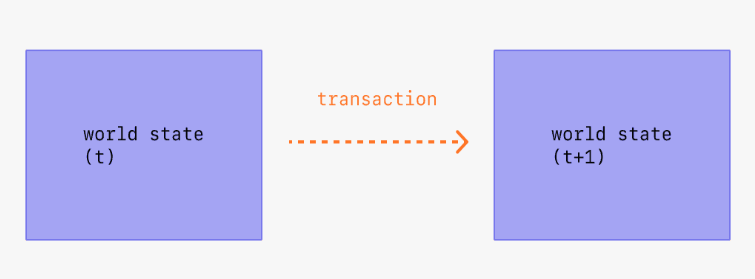 transaction
world state
(t)
world state
(t+1)